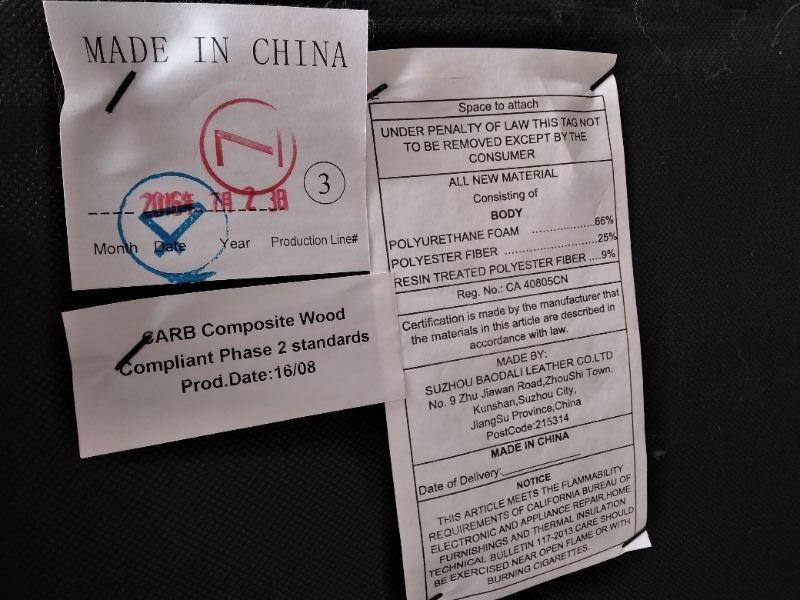 MADE IN CHINA
2016年 7月 2 3日
3
Month Date Year Production Line#
CARB Composite Wood
Compliant Phase 2 standards
Prod.Date:16/08
Space to attach
UNDER PENALTY OF LAW THIS TAG NOT
TO BE REMOVED EXCEPT BY THE
CONSUMER
ALL NEW MATERIAL
Consisting of
BODY
POLYURETHANE FOAM ..................66%
POLYESTER FIBER ........................25%
RESIN TREATED POLYESTER FIBER ....9%
Reg. No.: CA 40805CN
Certification is made by the manufacturer that
the materials in this article are described in
accordance with law.
MADE BY:
SUZHOU BAODALI LEATHER CO.LTD
No. 9 Zhu Jiawan Road,ZhouShi Town,
Kunshan,Suzhou City,
JiangSu Province,China
PostCode:215314
MADE IN CHINA
Date of Delivery:
NOTICE
THIS ARTICLE MEETS THE FLAMMABILITY
REQUIREMENTS OF CALIFORNIA BUREAU OF
ELECTRONIC AND APPLIANCE REPAIR,HOME
FURNISHINGS AND THERMAL INSULATION
TECHNICAL BULLETIN 117-2013.CARE SHOULD
BE EXERCISED NEAR OPEN FLAME OR WITH
BURNING CIGARETTES.